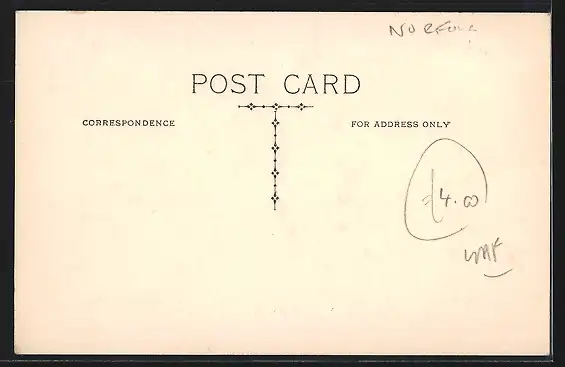 NORFOLK
POST CARD
CORRESPONDENCE
FOR ADDRESS ONLY
£4.00